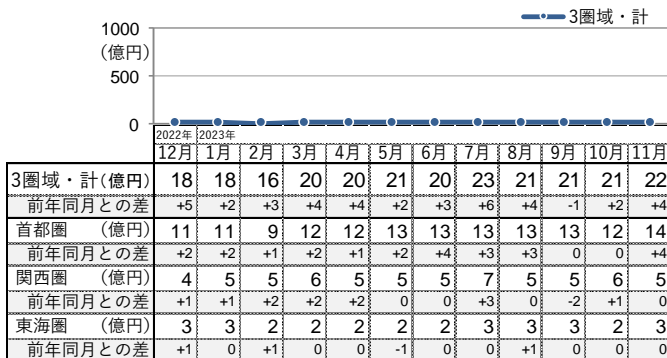 3圏域・計
1000
(億円)
500
0
2022年 2023年
12月 1月 2月 3月 4月 5月 6月 7月 8月 9月 10月 11月
3圏域・計(億円) 18 18 16 20 20 21 20 23 21 21 21 22
前年同月との差 +5 +2 +3 +4 +4 +2 +3 +6 +4 -1 +2 +4
首都圏 (億円) 11 11 9 12 12 13 13 13 13 13 12 14
前年同月との差 +2 +2 +1 +2 +1 +2 +4 +3 +3 0 0 +4
関西圏 (億円) 4 5 5 6 5 5 5 7 5 5 6 5
前年同月との差 +1 +1 +2 +2 +2 0 0 +3 0 -2 +1 0
東海圏 (億円) 3 3 2 2 2 2 2 3 3 3 2 3
前年同月との差 +1 0 +1 0 0 -1 0 0 +1 0 0 0